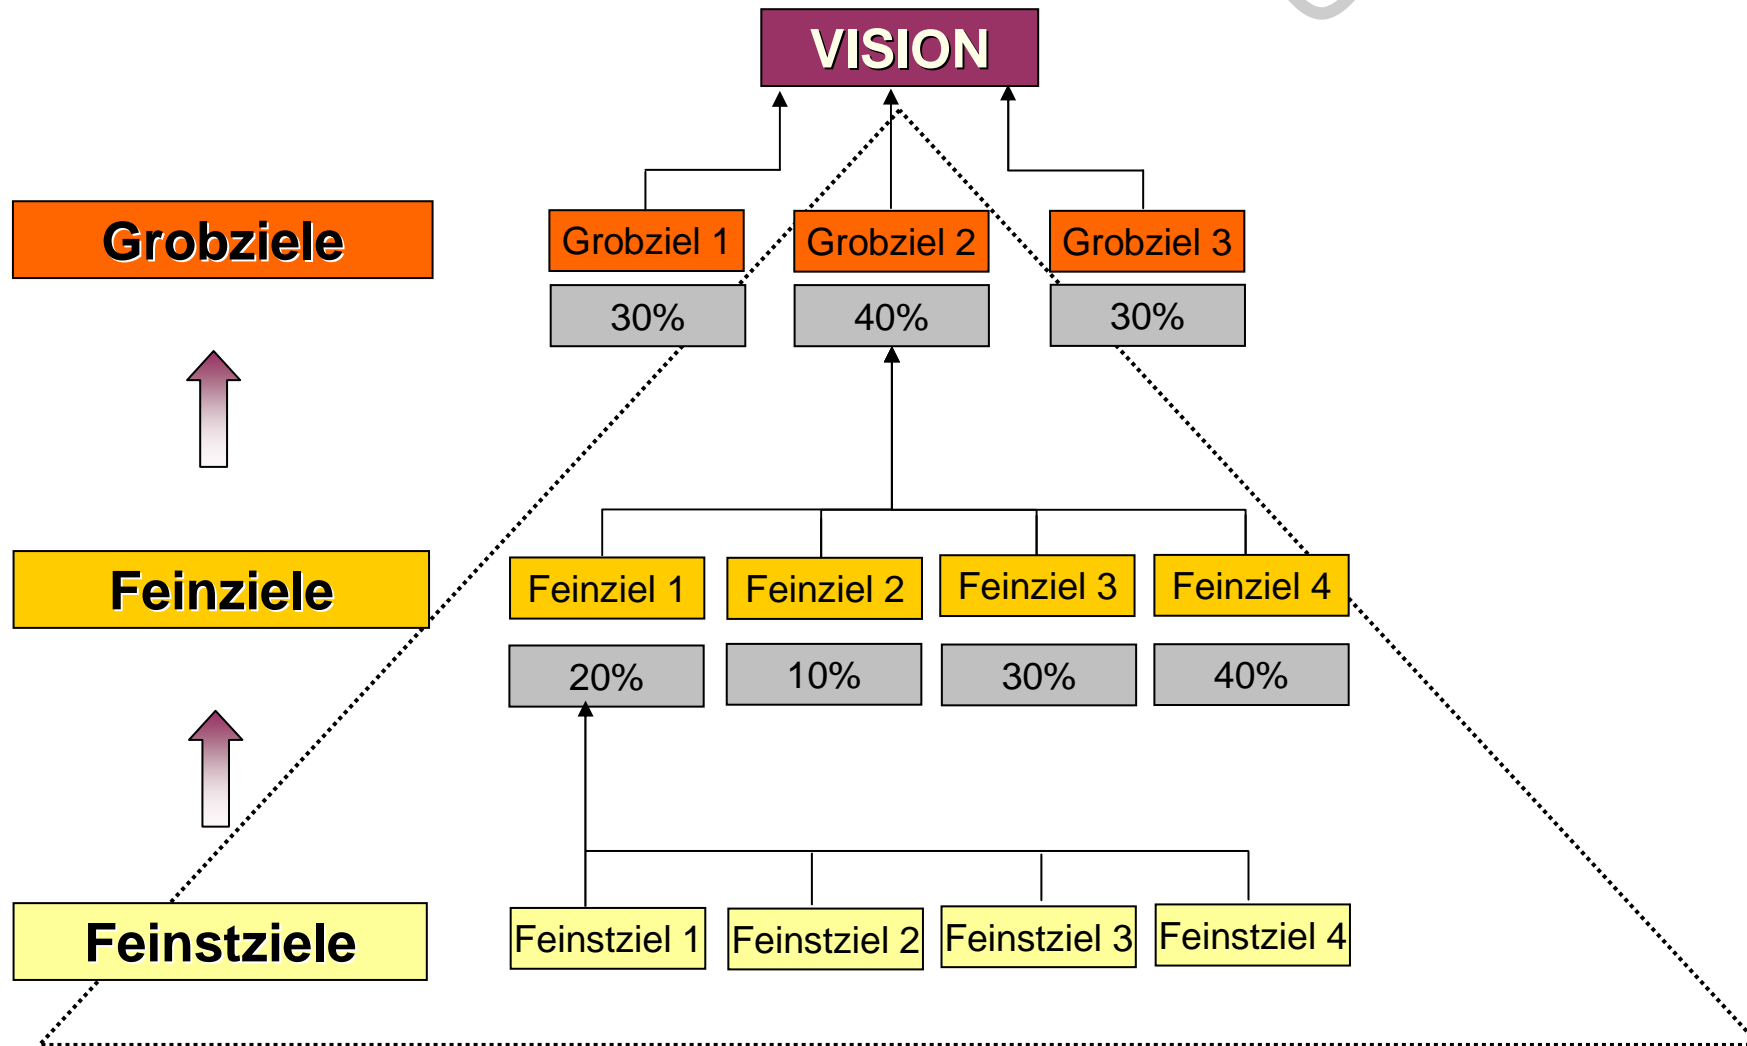 VISION
Grobziele
Grobziel 1
Grobziel 2
Grobziel 3
30%
40%
30%
Feinziele
Feinziel 1
Feinziel 2
Feinziel 3
Feinziel 4
20%
10%
30%
40%
Feinstziele
Feinstziel 1
Feinstziel 2
Feinstziel 3
Feinstziel 4